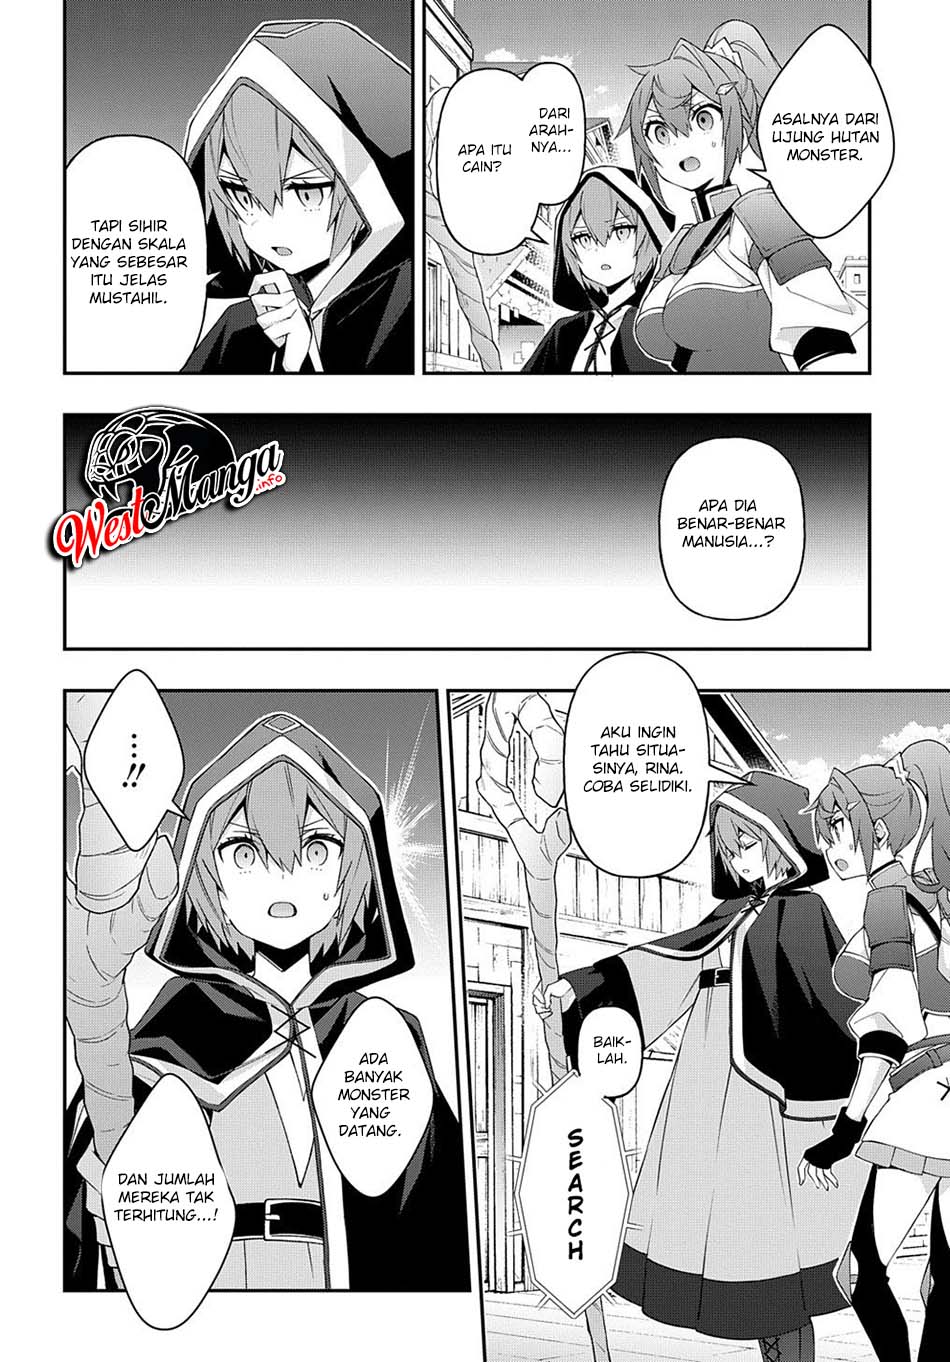 ASALNYA DARI
UJUNG HUTAN
MONSTER.
DARI
ARAH-
NYA...
APA ITU
CAIN?
TAPI SIHIR
DENGAN SKALA
YANG SEBESAR
ITU JELAS
MUSTAHIL.
APA DIA
BENAR-BENAR
MANUSIA...?
WestManga
.info
AKU INGIN
TAHU SITUA-
SINYA, RINA.
COBA SELIDIKI.
BAIK-
LAH.
SEARCH
...!!
ADA
BANYAK
MONSTER
YANG
DATANG.
DAN JUMLAH
MEREKA TAK
TERHITUNG...!